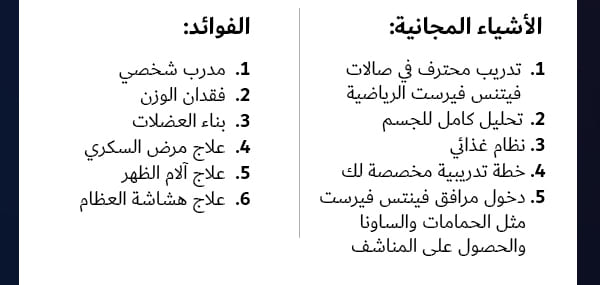 الأشياء المجانية:
1. تدريب محترف في صالات
فيتنس فيرست الرياضية
2. تحليل كامل للجسم
3. نظام غذائي
4. خطة تدريبية مخصصة لك
5. دخول مرافق فينتس فيرست
مثل الحمامات والساونا
والحصول على المناشف
الفوائد:
1. مدرب شخصي
2. فقدان الوزن
3. بناء العضلات
4. علاج مرض السكري
5. علاج آلام الظهر
6. علاج هشاشة العظام